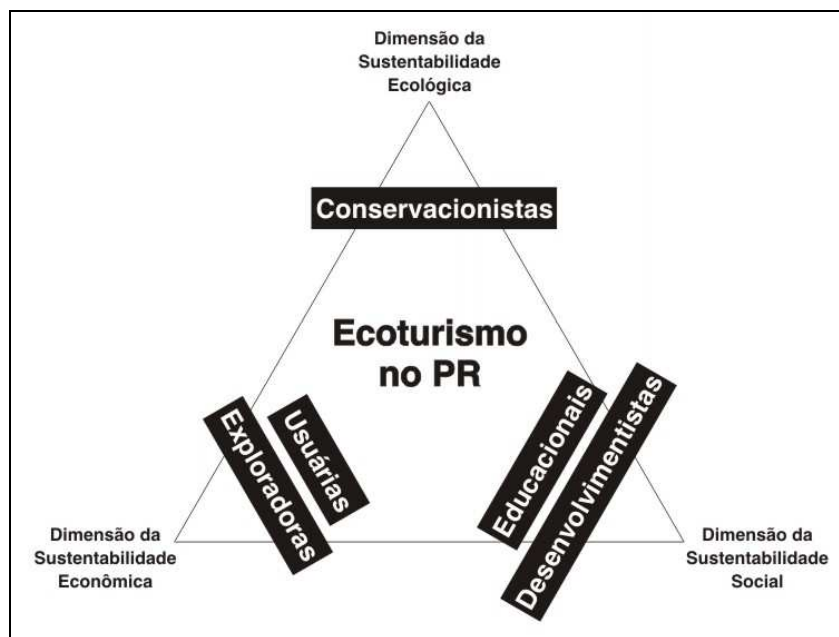 Dimensão da
Sustentabilidade
Ecológica
Conservacionistas
Ecoturismo
no PR
Exploradoras
Usuárias
Educacionais
Desenvolvimentistas
Dimensão da
Sustentabilidade
Econômica
Dimensão da
Sustentabilidade
Social